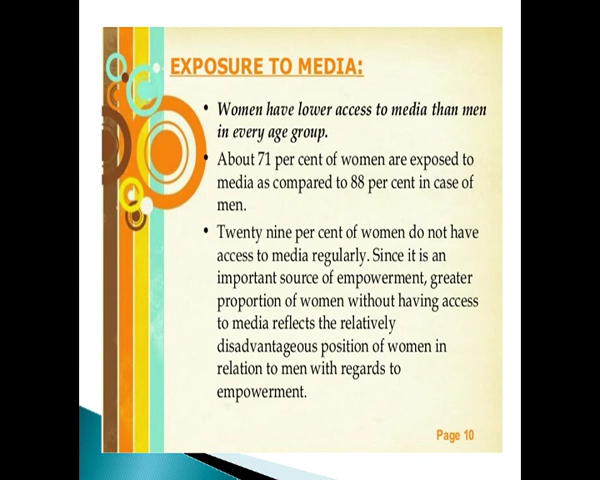 EXPOSURE TO MEDIA:
• Women have lower access to media than men
in every age group.
• About 71 per cent of women are exposed to
media as compared to 88 per cent in case of
men.
• Twenty nine per cent of women do not have
access to media regularly. Since it is an
important source of empowerment, greater
proportion of women without having access
to media reflects the relatively
disadvantageous position of women in
relation to men with regards to
empowerment.
Page 10